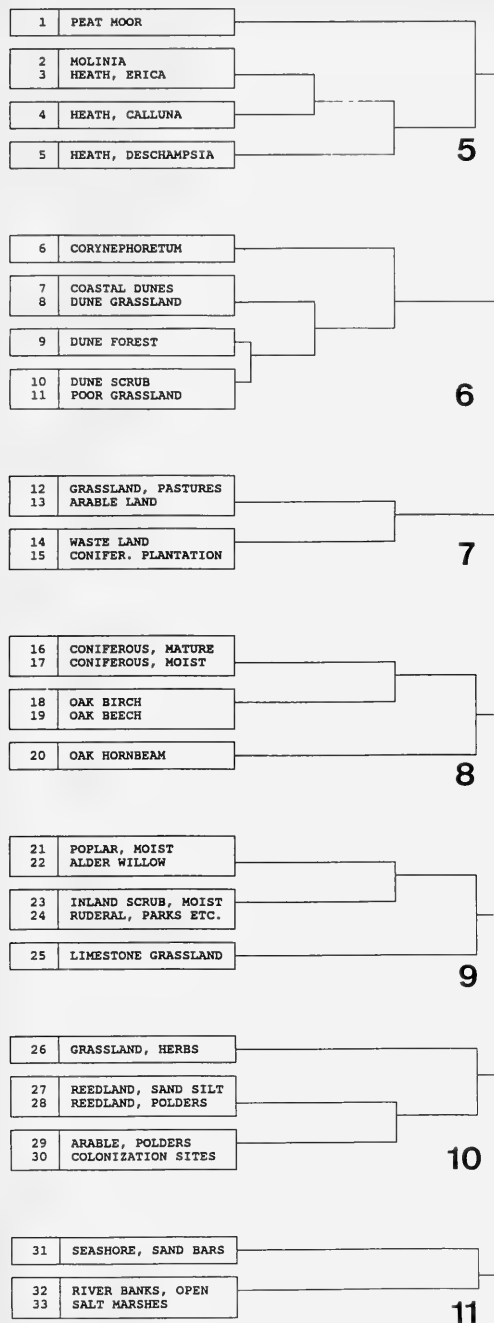 1 PEAT MOOR
2 MOLINIA
3 HEATH, ERICA
4 HEATH, CALLUNA
5 HEATH, DESCHAMPSIA
5
6 CORYNEPHORETUM
7 COASTAL DUNES
8 DUNE GRASSLAND
9 DUNE FOREST
10 DUNE SCRUB
11 POOR GRASSLAND
6
12 GRASSLAND, PASTURES
13 ARABLE LAND
14 WASTE LAND
15 CONIFER. PLANTATION
7
16 CONIFEROUS, MATURE
17 CONIFEROUS, MOIST
18 OAK BIRCH
19 OAK BEECH
20 OAK HORNBEAM
8
21 POPLAR, MOIST
22 ALDER WILLOW
23 INLAND SCRUB, MOIST
24 RUDERAL, PARKS ETC.
25 LIMESTONE GRASSLAND
9
26 GRASSLAND, HERBS
27 REEDLAND, SAND SILT
28 REEDLAND, POLDERS
29 ARABLE, POLDERS
30 COLONIZATION SITES
10
31 SEASHORE, SAND BARS
32 RIVER BANKS, OPEN
33 SALT MARSHES
11